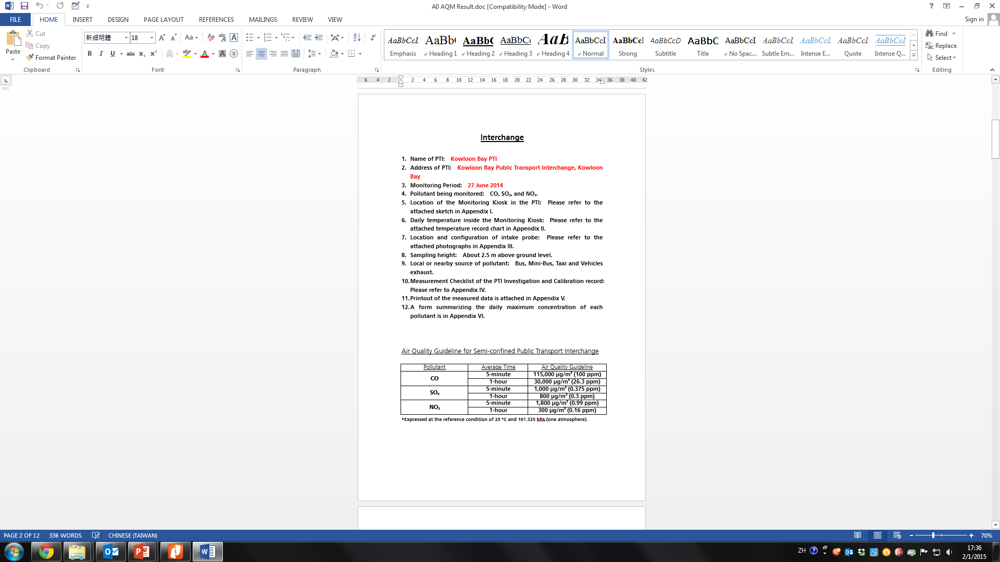 A0 AQM Result.doc [Compatibility Mode] - Word
FILE HOME INSERT DESIGN PAGE LAYOUT REFERENCES MAILINGS REVIEW VIEW
Sign in
Paste
Cut
Copy
Format Painter
Clipboard
新細明體 18
Font
Paragraph
AaBbCcL AaBb( AaBb( AaBbC( AaB AaBbCcI AaBbCcI AaBbCcD AaBbC AaBbCcI AaBbCcL AaBbCcL AaBbCcL AaBbCcL
Emphasis Heading 1 Heading 2 Heading 3 Heading 4 Normal Strong Subtitle Title No Spac... Subtle Em... Intense E... Quote Intense Q...
Styles
Find
Replace
Select
Editing
6 4 2 2 4 6 8 10 12 14 16 18 20 22 24 26 28 30 32 34 36 38 40 42
Interchange
1. Name of PTI: Kowloon Bay PTI
2. Address of PTI: Kowloon Bay Public Transport Interchange, Kowloon
Bay
3. Monitoring Period: 27 June 2014
4. Pollutant being monitored: CO, SO₂, and NO₂.
5. Location of the Monitoring Kiosk in the PTI: Please refer to the
attached sketch in Appendix I.
6. Daily temperature inside the Monitoring Kiosk: Please refer to the
attached temperature record chart in Appendix II.
7. Location and configuration of intake probe: Please refer to the
attached photographs in Appendix III.
8. Sampling height: About 2.5 m above ground level.
9. Local or nearby source of pollutant: Bus, Mini-Bus, Taxi and Vehicles
exhaust.
10. Measurement Checklist of the PTI Investigation and Calibration record:
Please refer to Appendix IV.
11. Printout of the measured data is attached in Appendix V.
12. A form summarizing the daily maximum concentration of each
pollutant is in Appendix VI.
Air Quality Guideline for Semi-confined Public Transport Interchange
Pollutant Average Time Air Quality Guideline
CO 5-minute 115,000 µg/m³ (100 ppm)
1-hour 30,000 µg/m³ (26.3 ppm)
SO₂ 5-minute 1,000 µg/m³ (0.375 ppm)
1-hour 800 µg/m³ (0.3 ppm)
NO₂ 5-minute 1,800 µg/m³ (0.99 ppm)
1-hour 300 µg/m³ (0.16 ppm)
*Expressed at the reference condition of 25 °C and 101.325 kPa (one atmosphere).
PAGE 2 OF 12 336 WORDS CHINESE (TAIWAN) 70%
ZH 17:36
2/1/2015